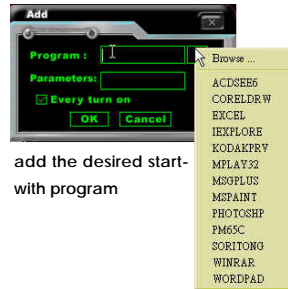 Add
Program :
Parameters:
Every turn on
OK Cancel
Browse ...
ACDSEE6
CORELDRW
EXCEL
IEXPLORE
KODAKPRV
MPLAY32
MSGPLUS
MSPAINT
PHOTOSHP
PM65C
SORITONG
WINRAR
WORDPAD
add the desired start-
with program